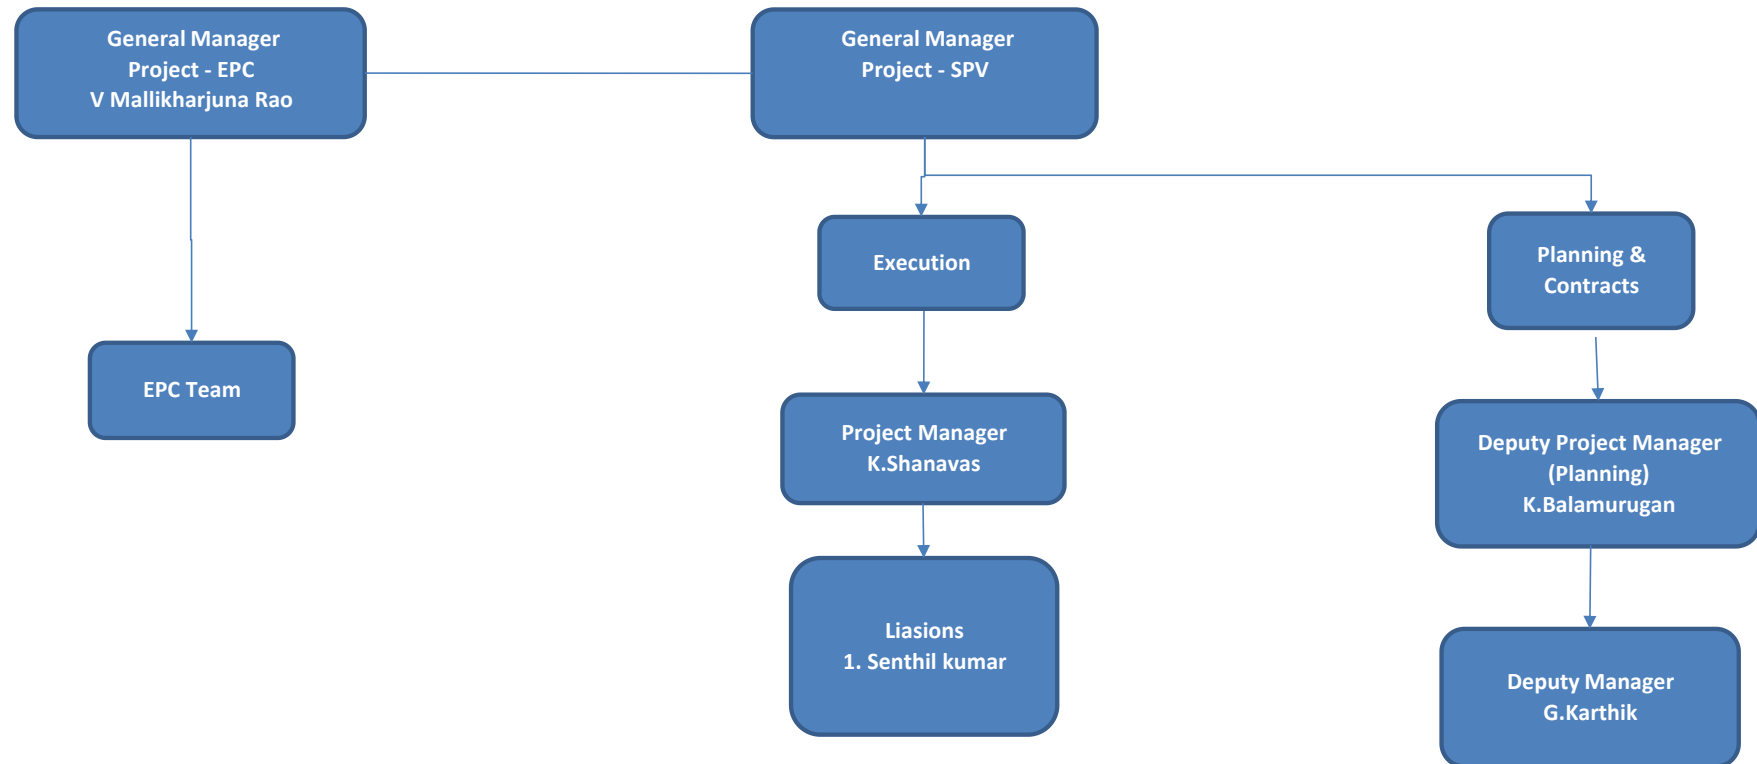 General Manager
Project - EPC
V Mallikharjuna Rao
General Manager
Project - SPV
Execution
Planning &
Contracts
EPC Team
Project Manager
K.Shanavas
Deputy Project Manager
(Planning)
K.Balamurugan
Liasions
1. Senthil kumar
Deputy Manager
G.Karthik